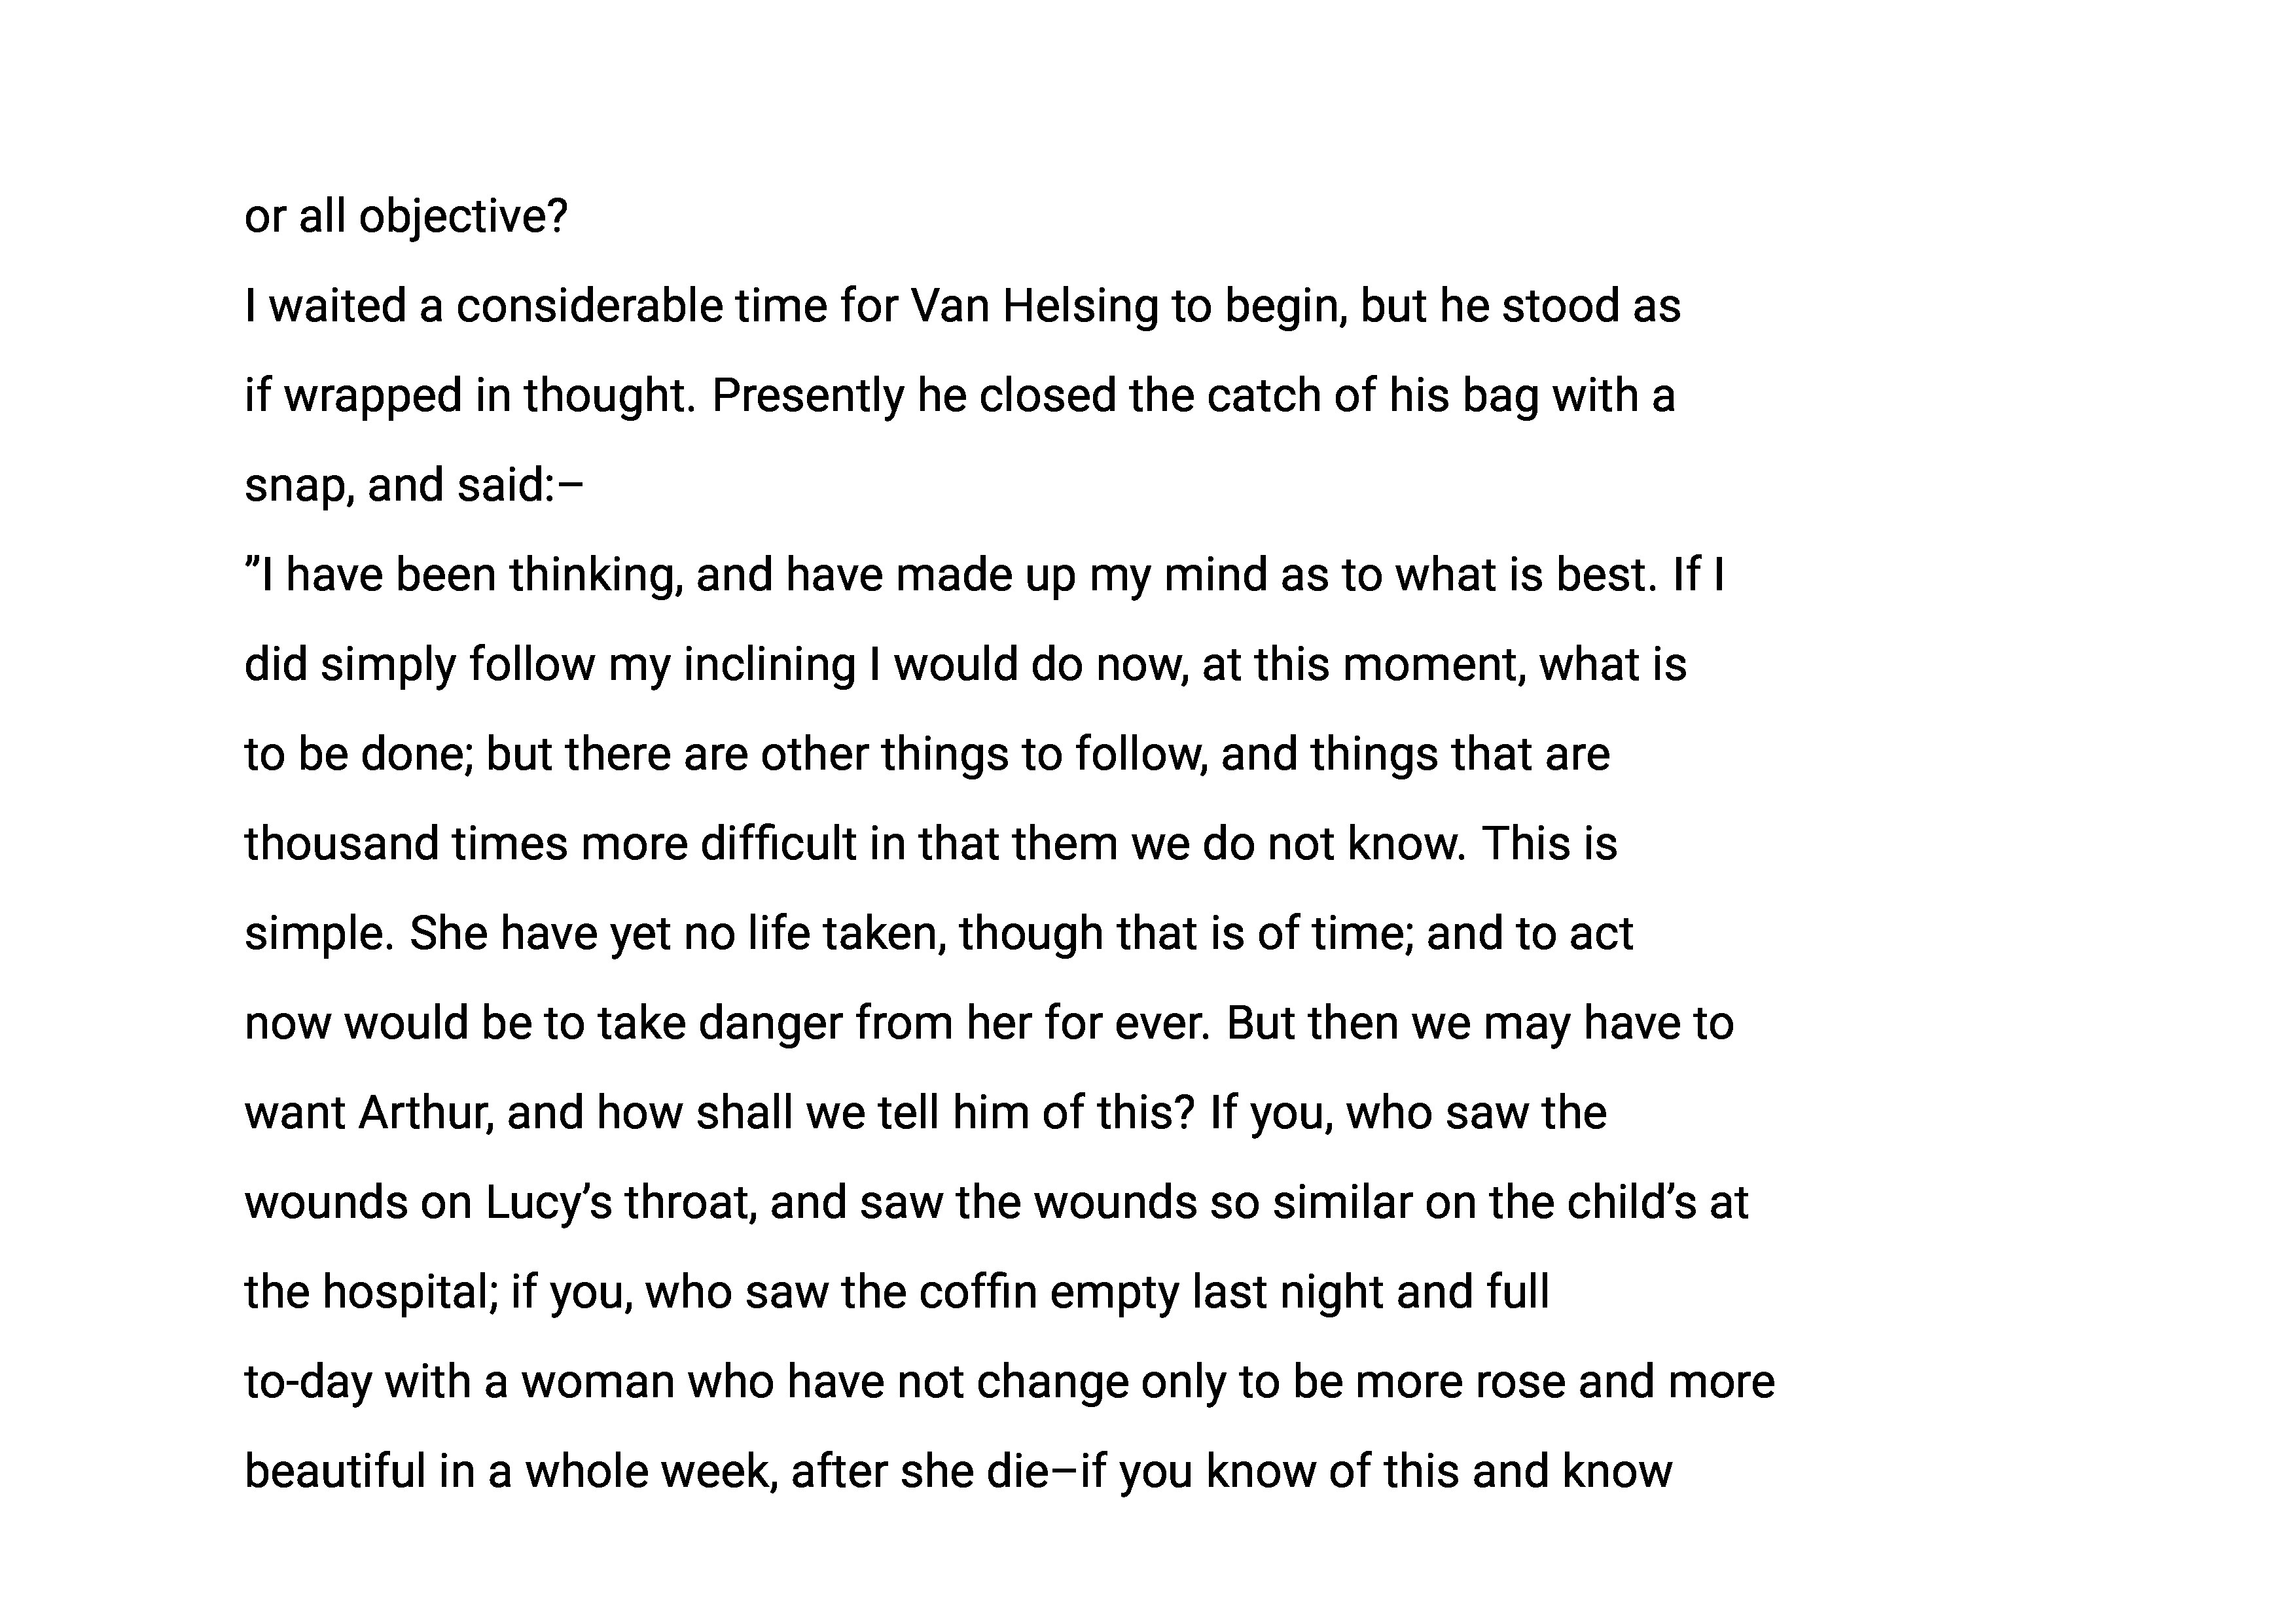 or all objective?
I waited a considerable time for Van Helsing to begin, but he stood as
if wrapped in thought. Presently he closed the catch of his bag with a
snap, and said:–
”I have been thinking, and have made up my mind as to what is best. If I
did simply follow my inclining I would do now, at this moment, what is
to be done; but there are other things to follow, and things that are
thousand times more difficult in that them we do not know. This is
simple. She have yet no life taken, though that is of time; and to act
now would be to take danger from her for ever. But then we may have to
want Arthur, and how shall we tell him of this? If you, who saw the
wounds on Lucy’s throat, and saw the wounds so similar on the child’s at
the hospital; if you, who saw the coffin empty last night and full
to-day with a woman who have not change only to be more rose and more
beautiful in a whole week, after she die–if you know of this and know